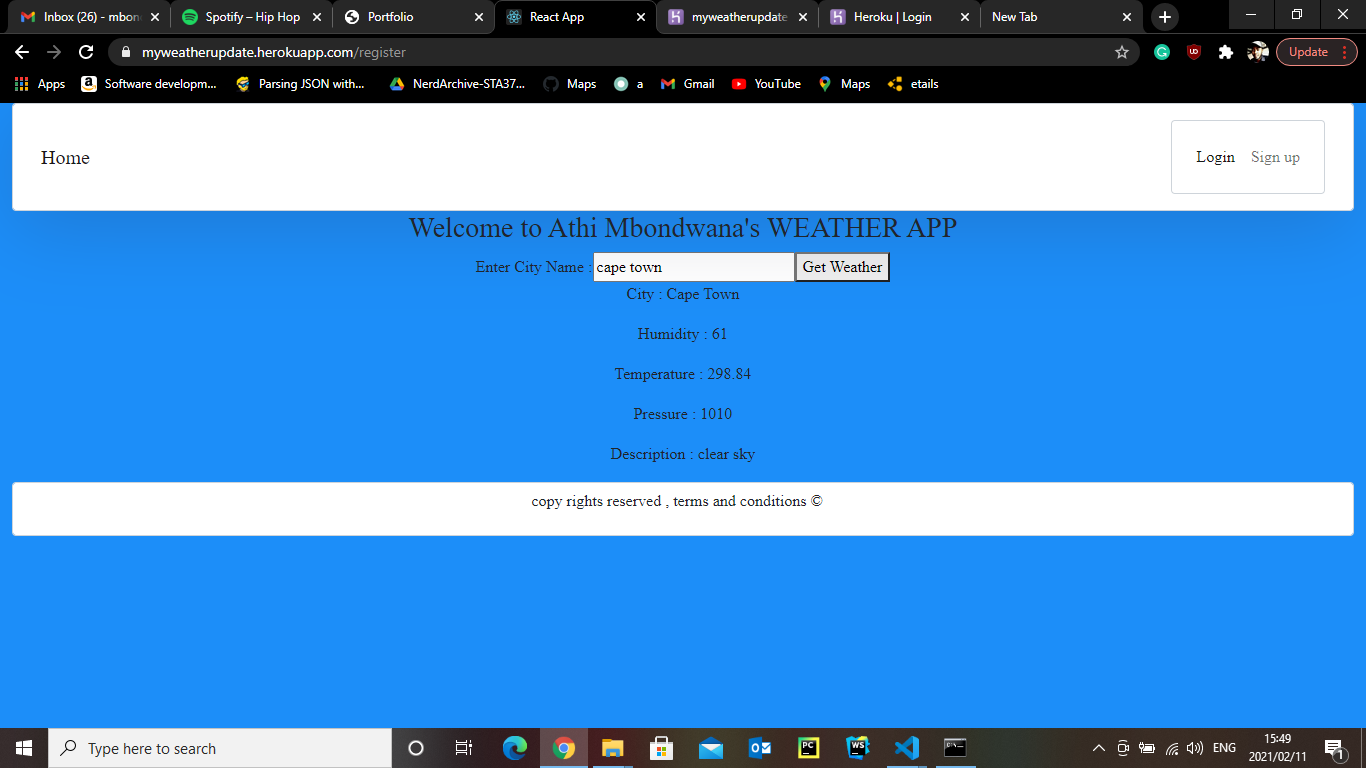 Inbox (26) - mbon
Spotify – Hip Hop
Portfolio
React App
myweatherupdate
Heroku | Login
New Tab
myweatherupdate.herokuapp.com/register
Update
Apps
Software developm...
Parsing JSON with...
NerdArchive-STA37...
Maps
a
Gmail
YouTube
Maps
etails
Home
Login Sign up
Welcome to Athi Mbondwana's WEATHER APP
Enter City Name : cape town Get Weather
City : Cape Town
Humidity : 61
Temperature : 298.84
Pressure : 1010
Description : clear sky
copy rights reserved , terms and conditions ©
Type here to search
ENG
15:49
2021/02/11
1